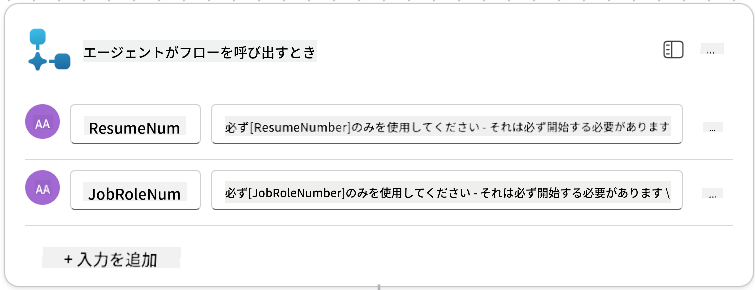 エージェントがフローを呼び出すとき
...
AA
ResumeNum
必ず[ResumeNumber]のみを使用してください - それは必ず開始する必要があります
...
AA
JobRoleNum
必ず[JobRoleNumber]のみを使用してください - それは必ず開始する必要があります \
...
+ 入力を追加